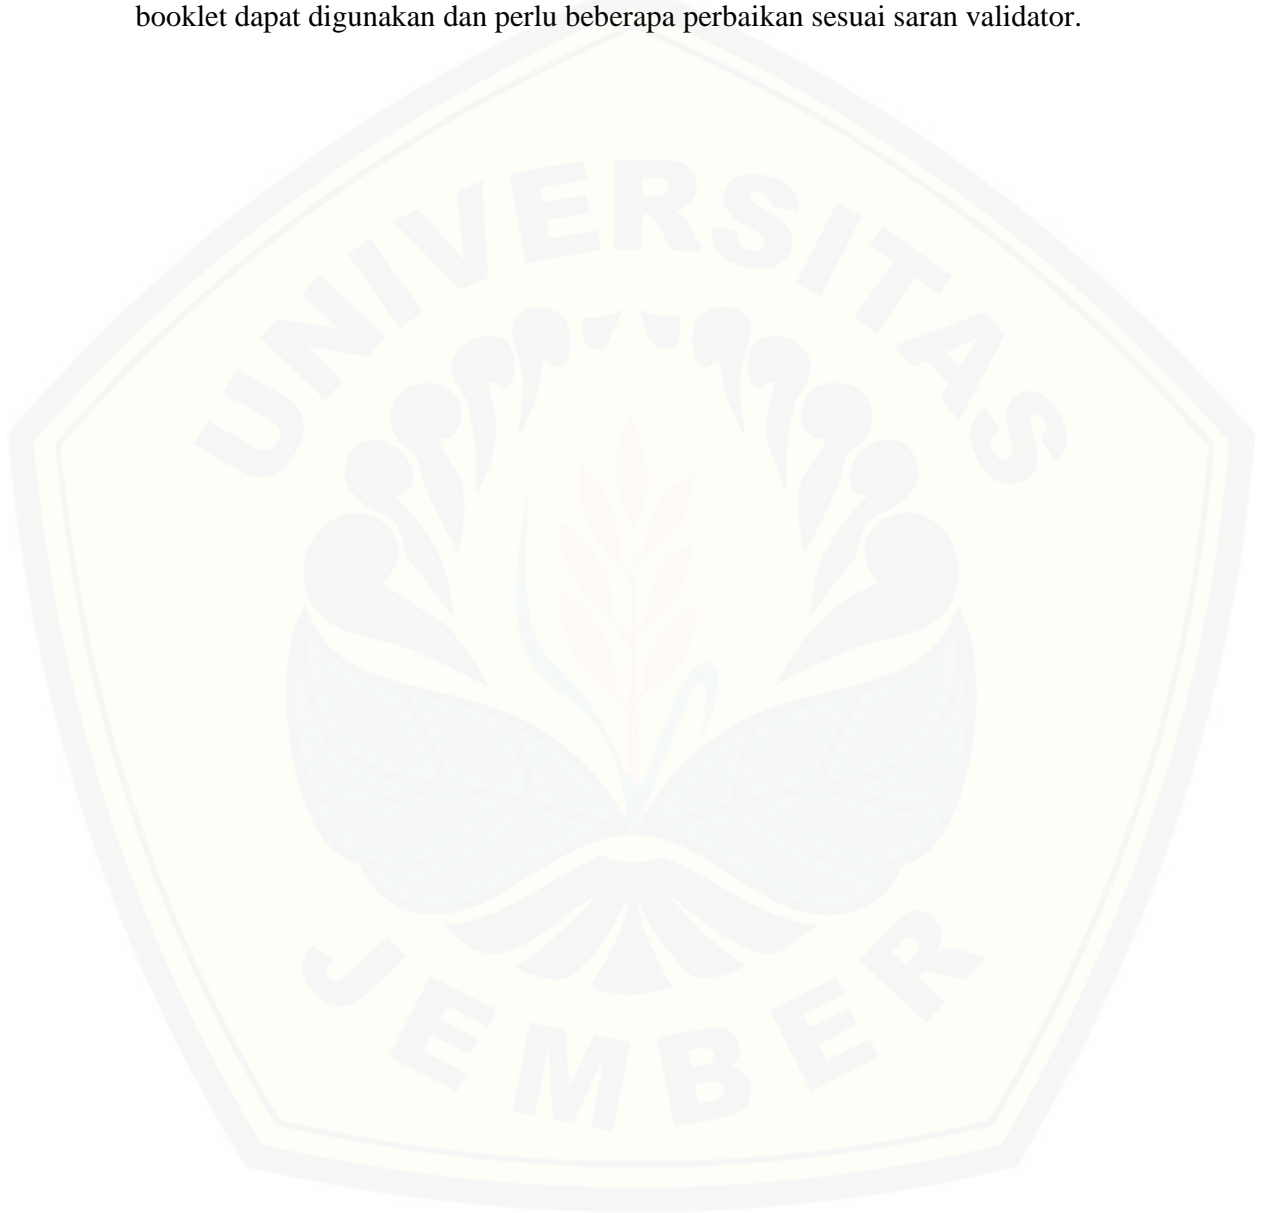 booklet dapat digunakan dan perlu beberapa perbaikan sesuai saran validator.
UNIVERSITAS
JEMBER